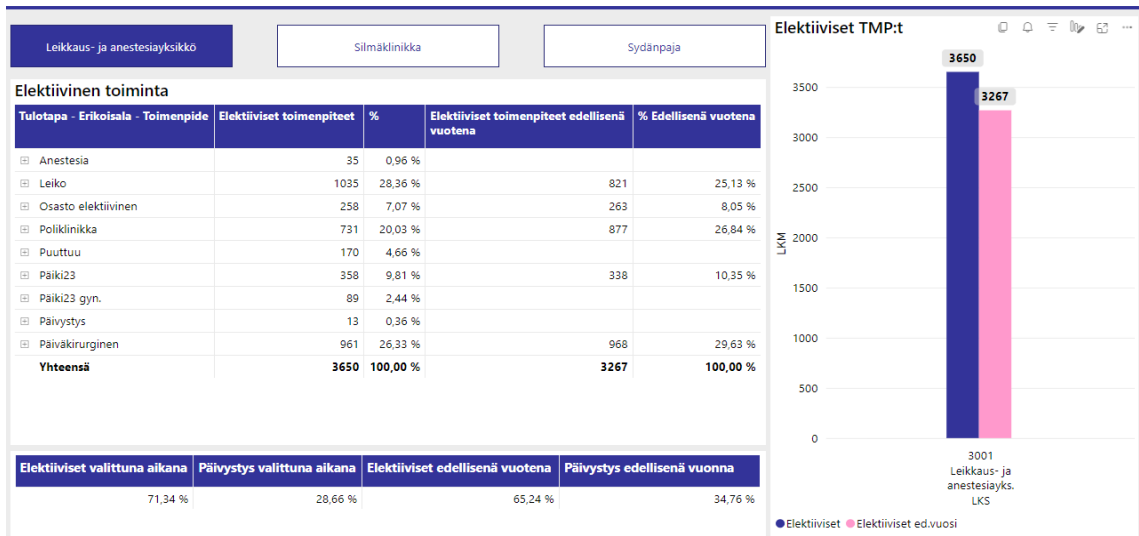 Leikkaus- ja anestesiayksikkö
Silmäklinikka
Sydänpaja
Elektiivinen toiminta
Tulotapa - Erikoisala - Toimenpide Elektiiviset toimenpiteet % Elektiiviset toimenpiteet edellisenä % Edellisenä vuotena
vuotena
Anestesia 35 0,96 %
Leiko 1035 28,36 % 821 25,13 %
Osasto elektiivinen 258 7,07 % 263 8,05 %
Poliklinikka 731 20,03 % 877 26,84 %
Puuttuu 170 4,66 %
Päiki23 358 9,81 % 338 10,35 %
Päiki23 gyn. 89 2,44 %
Päivystys 13 0,36 %
Päiväkirurginen 961 26,33 % 968 29,63 %
Yhteensä 3650 100,00 % 3267 100,00 %
Elektiiviset valittuna aikana Päivystys valittuna aikana Elektiiviset edellisenä vuotena Päivystys edellisenä vuonna
71,34 % 28,66 % 65,24 % 34,76 %
Elektiiviset TMP:t
3650
3267
3500
3000
2500
2000
1500
1000
500
0
LKM
3001
Leikkaus- ja
anestesiayks.
LKS
Elektiiviset Elektiiviset ed.vuosi